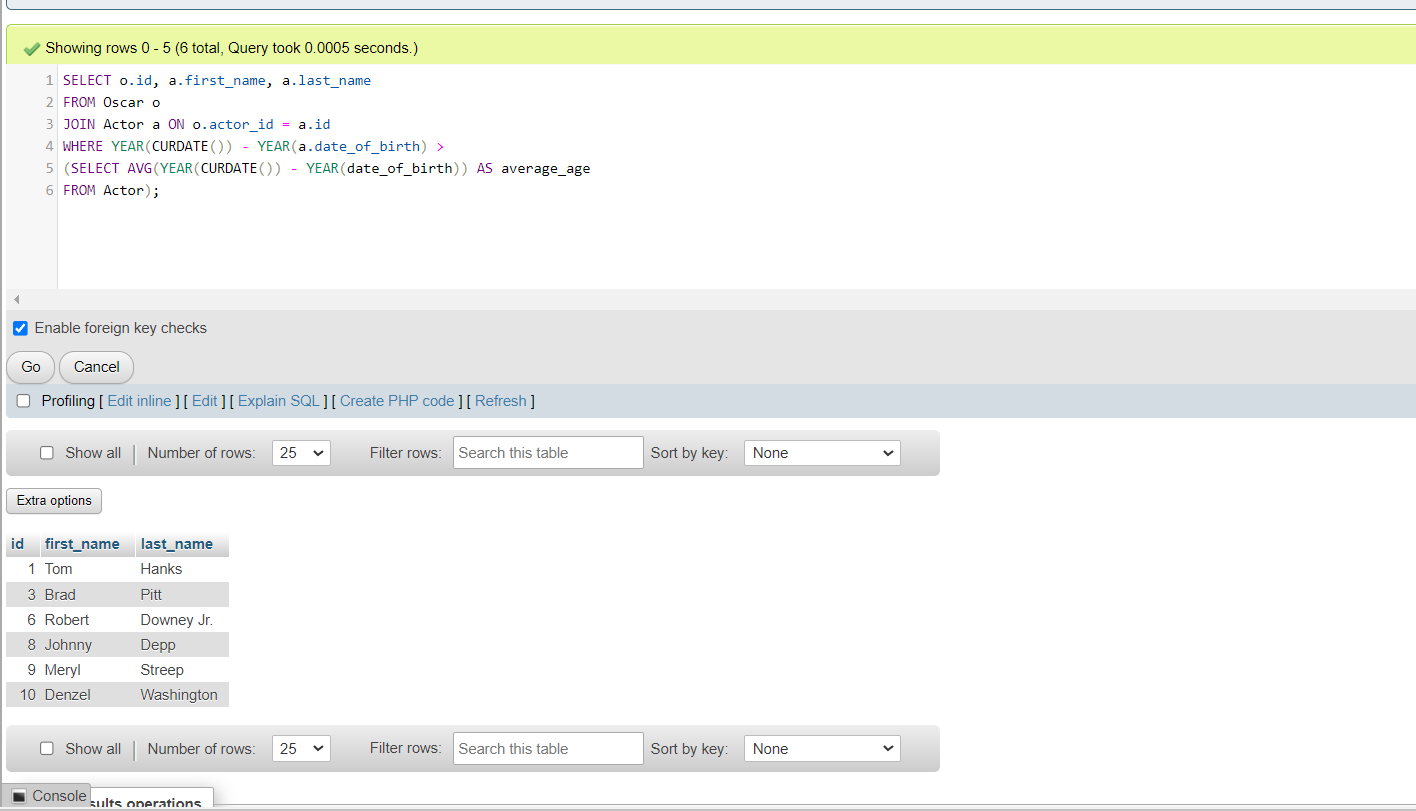 Showing rows 0 - 5 (6 total, Query took 0.0005 seconds.)
1 SELECT o.id, a.first_name, a.last_name
2 FROM Oscar o
3 JOIN Actor a ON o.actor_id = a.id
4 WHERE YEAR(CURDATE()) - YEAR(a.date_of_birth) >
5 (SELECT AVG(YEAR(CURDATE()) - YEAR(date_of_birth)) AS average_age
6 FROM Actor);
Enable foreign key checks
Go Cancel
Profiling [ Edit inline ] [ Edit ] [ Explain SQL ] [ Create PHP code ] [ Refresh ]
Show all Number of rows: 25 Filter rows: Search this table Sort by key: None
Extra options
id first_name last_name
1 Tom Hanks
3 Brad Pitt
6 Robert Downey Jr.
8 Johnny Depp
9 Meryl Streep
10 Denzel Washington
Show all Number of rows: 25 Filter rows: Search this table Sort by key: None
Console sults operations